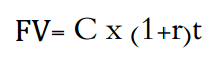 FV= C x (1+r)t